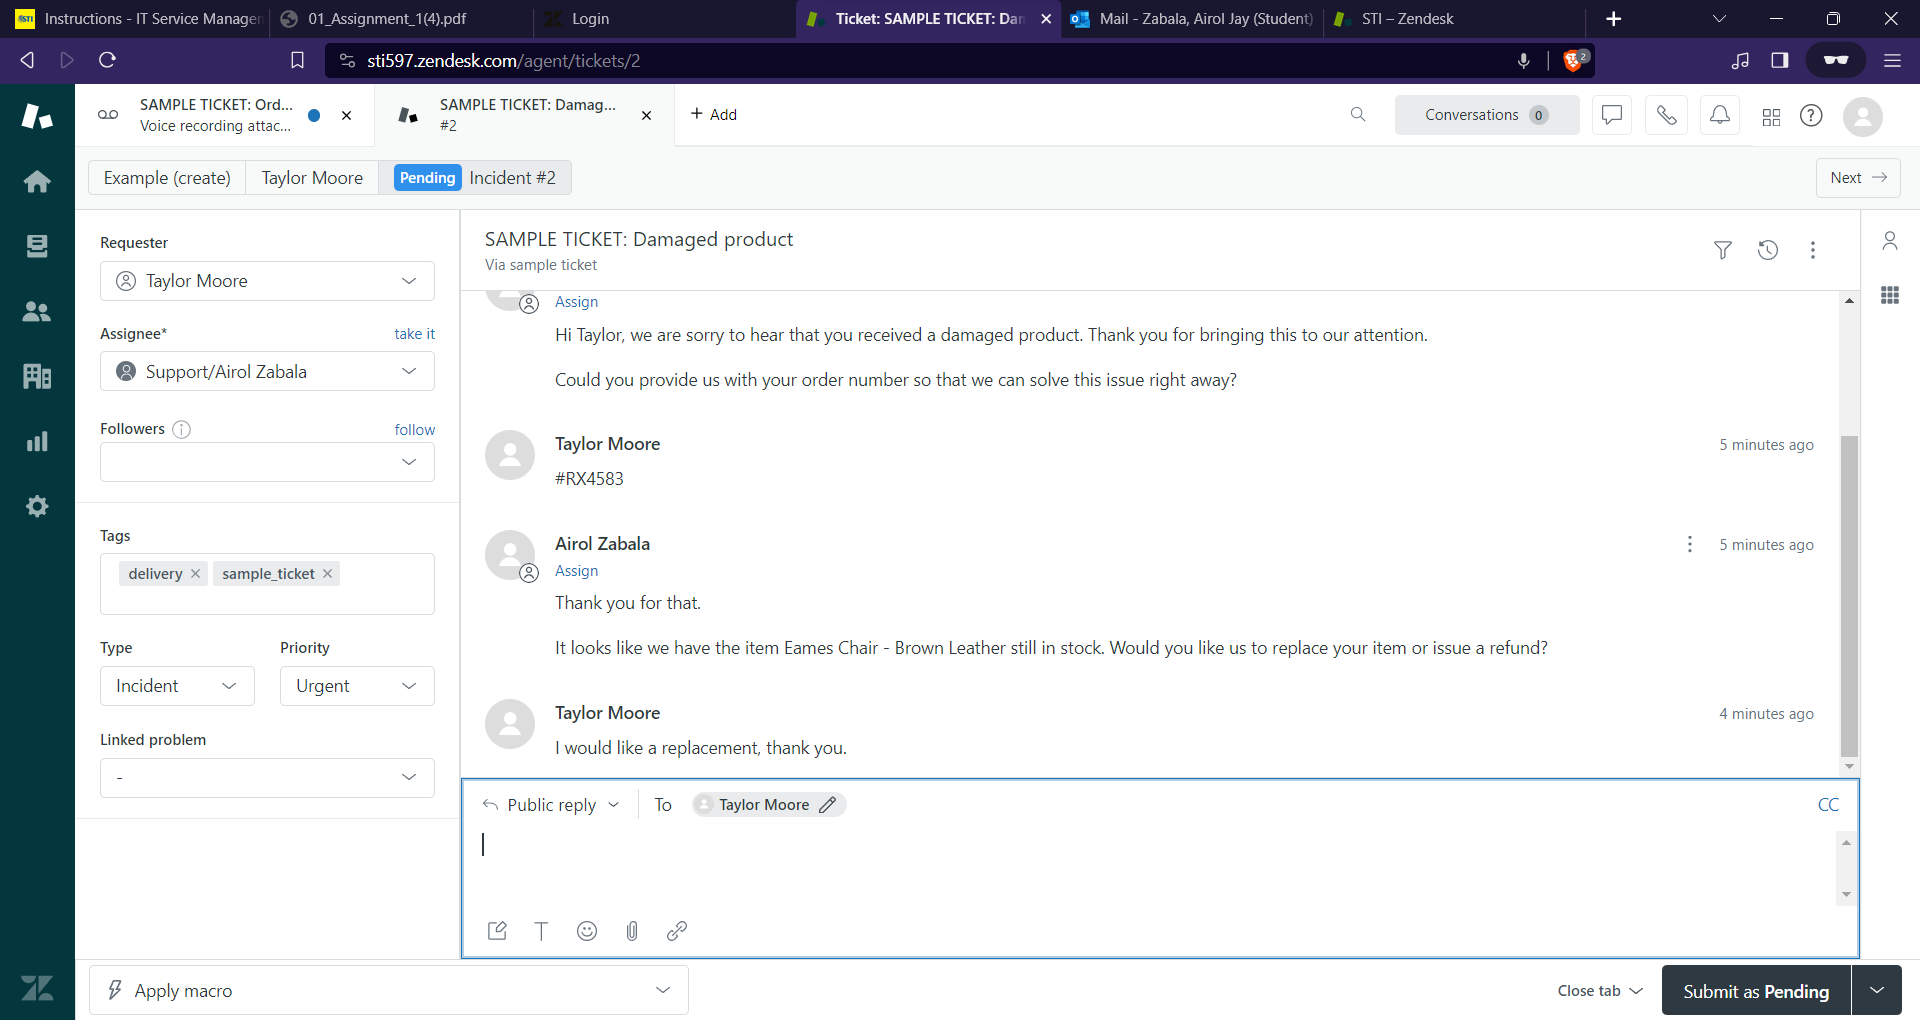 Instructions - IT Service Manager
01_Assignment_1(4).pdf
Login
Ticket: SAMPLE TICKET: Dam
Mail - Zabala, Airol Jay (Student)
STI – Zendesk
sti597.zendesk.com/agent/tickets/2
2
SAMPLE TICKET: Ord...
Voice recording attac...
SAMPLE TICKET: Damag...
#2
+ Add
Conversations 0
Example (create)
Taylor Moore
Pending Incident #2
Next
Requester
Taylor Moore
Assignee*
take it
Support/Airol Zabala
Followers
follow
Tags
delivery
sample_ticket
Type
Priority
Incident
Urgent
Linked problem
-
SAMPLE TICKET: Damaged product
Via sample ticket
Assign
Hi Taylor, we are sorry to hear that you received a damaged product. Thank you for bringing this to our attention.
Could you provide us with your order number so that we can solve this issue right away?
Taylor Moore
5 minutes ago
#RX4583
Airol Zabala
5 minutes ago
Assign
Thank you for that.
It looks like we have the item Eames Chair - Brown Leather still in stock. Would you like us to replace your item or issue a refund?
Taylor Moore
4 minutes ago
I would like a replacement, thank you.
Public reply
To
Taylor Moore
CC
Apply macro
Close tab
Submit as Pending